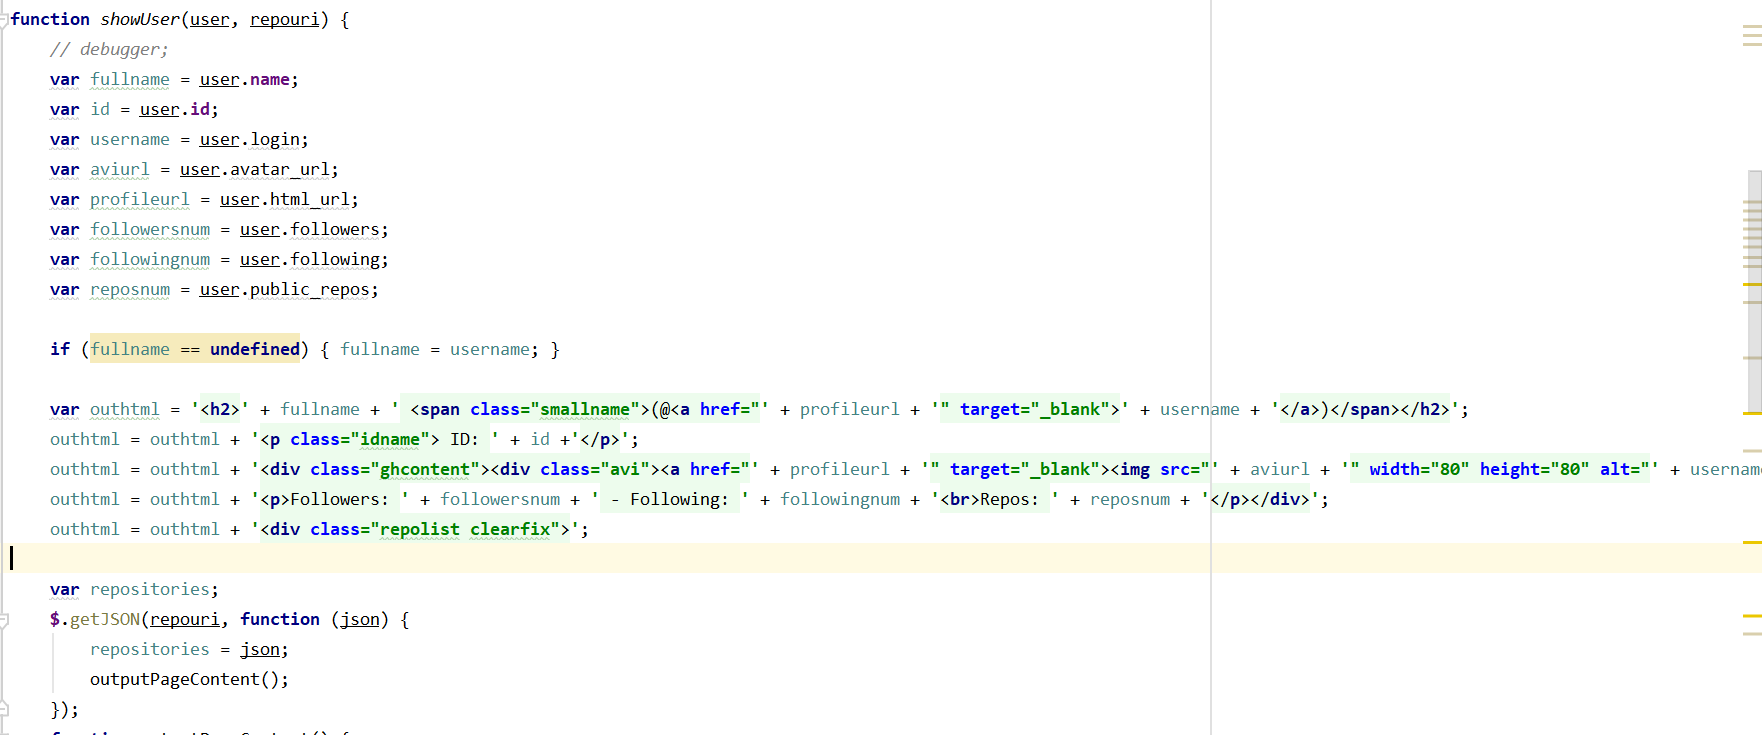 function showUser(user, repouri) {
// debugger;
var fullname = user.name;
var id = user.id;
var username = user.login;
var aviurl = user.avatar_url;
var profileurl = user.html_url;
var followersnum = user.followers;
var followingnum = user.following;
var reposnum = user.public_repos;
if (fullname == undefined) { fullname = username; }
var outhtml = '<h2>' + fullname + ' <span class="smallname">(@<a href="' + profileurl + '" target="_blank">' + username + '</a>)</span></h2>';
outhtml = outhtml + '<p class="idname"> ID: ' + id +'</p>';
outhtml = outhtml + '<div class="ghcontent"><div class="avi"><a href="' + profileurl + '" target="_blank"><img src="' + aviurl + '" width="80" height="80" alt="' +
outhtml = outhtml + '<p>Followers: ' + followersnum + ' - Following: ' + followingnum + '<br>Repos: ' + reposnum + '</p></div>';
outhtml = outhtml + '<div class="repolist clearfix">';
var repositories;
$.getJSON(repouri, function (json) {
repositories = json;
outputPageContent();
});